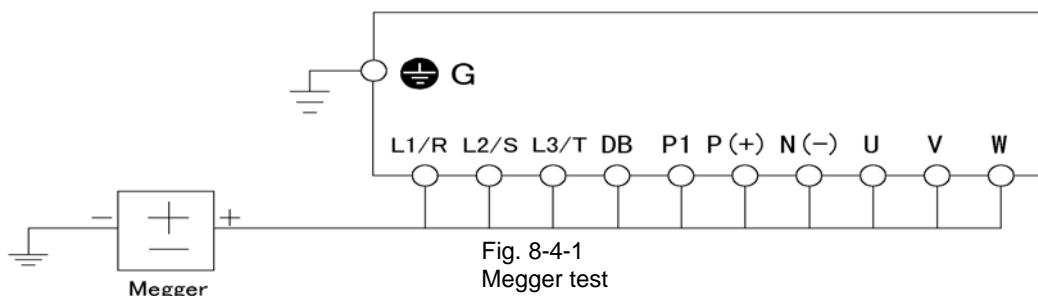 G
L1/R L2/S L3/T DB P1 P(+) N(−) U V W
− + +
−
Fig. 8-4-1
Megger test
Megger